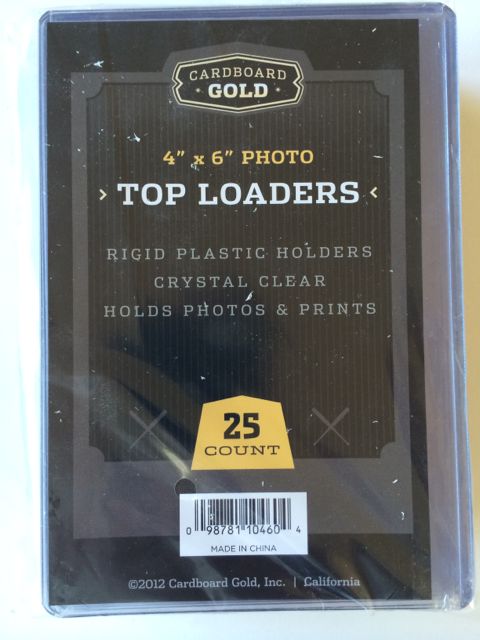 CARDBOARD
GOLD
4" x 6" PHOTO
› TOP LOADERS ‹
RIGID PLASTIC HOLDERS
CRYSTAL CLEAR
HOLDS PHOTOS & PRINTS
25
COUNT
0 98781 10460 4
MADE IN CHINA
©2012 Cardboard Gold, Inc. | California